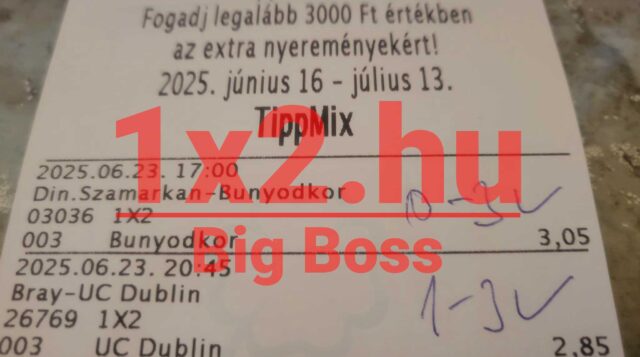 Fogadj legalább 3000 Ft értékben
az extra nyereményekért!
2025. június 16 - július 13.
TippMix
1x2.hu
2025.06.23. 17:00
Din.Szamarkan-Bunyodkor
03036 1X2
0-3
003 Bunyodkor 3,05
Big Boss
2025.06.23. 20:45
Bray-UC Dublin
1-3
26769 1X2
003 UC Dublin 2,85